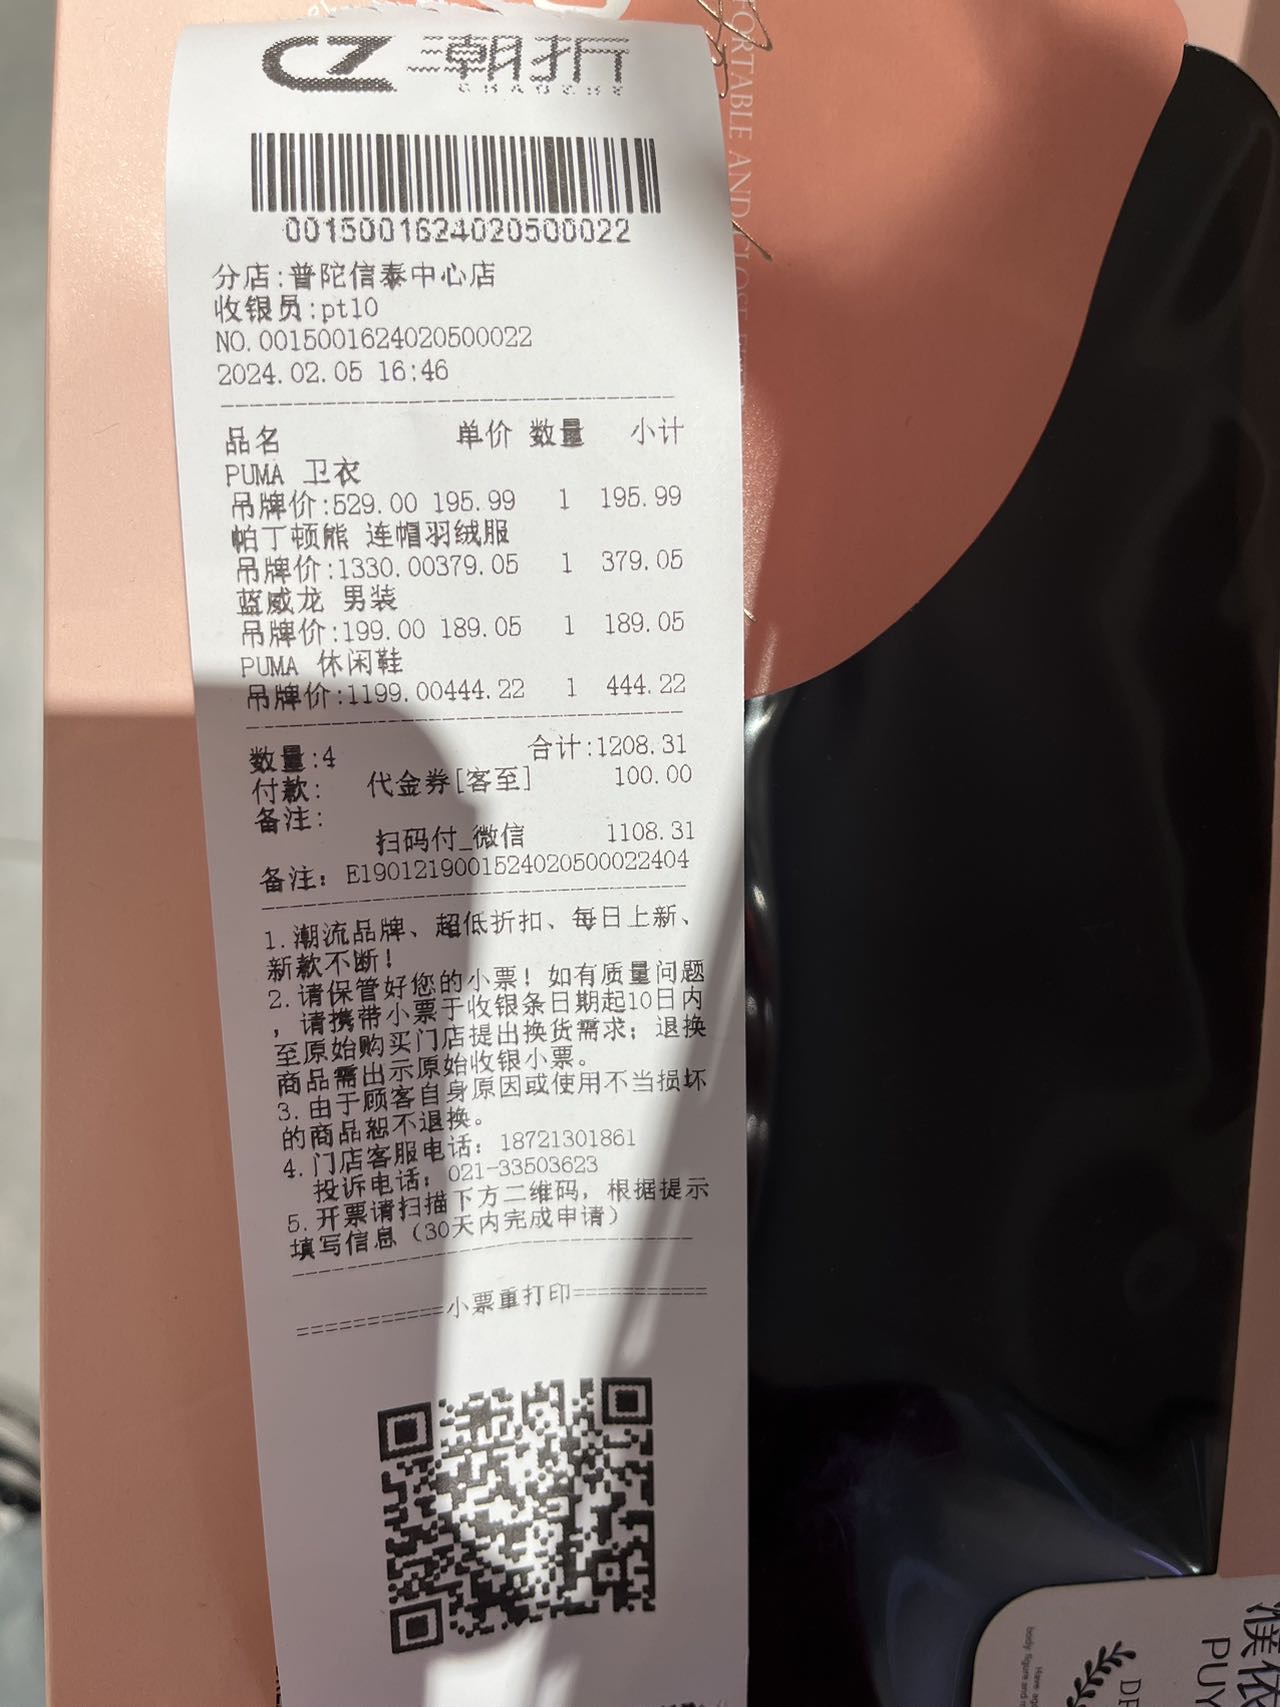 CZ 潮折
CHAOZHE
0015001624020500022
分店:普陀信泰中心店
收银员:pt10
NO.0015001624020500022
2024.02.05 16:46
品名 单价 数量 小计
PUMA 卫衣
吊牌价:529.00 195.99 1 195.99
帕丁顿熊 连帽羽绒服
吊牌价:1330.00379.05 1 379.05
蓝威龙 男装
吊牌价:199.00 189.05 1 189.05
PUMA 休闲鞋
吊牌价:1199.00444.22 1 444.22
数量:4 合计:1208.31
付款: 代金券[客至] 100.00
备注:
扫码付_微信 1108.31
备注: E1901219001524020500022404
1.潮流品牌、超低折扣、每日上新、
新款不断!
2.请保管好您的小票!如有质量问题
,请携带小票于收银条日期起10日内
至原始购买门店提出换货需求;退换
商品需出示原始收银小票。
3.由于顾客自身原因或使用不当损坏
的商品恕不退换。
4.门店客服电话: 18721301861
投诉电话: 021-33503623
5.开票请扫描下方二维码,根据提示
填写信息(30天内完成申请)
===========小票重打印===========
FORTABLE AND CLOSE
body figure and